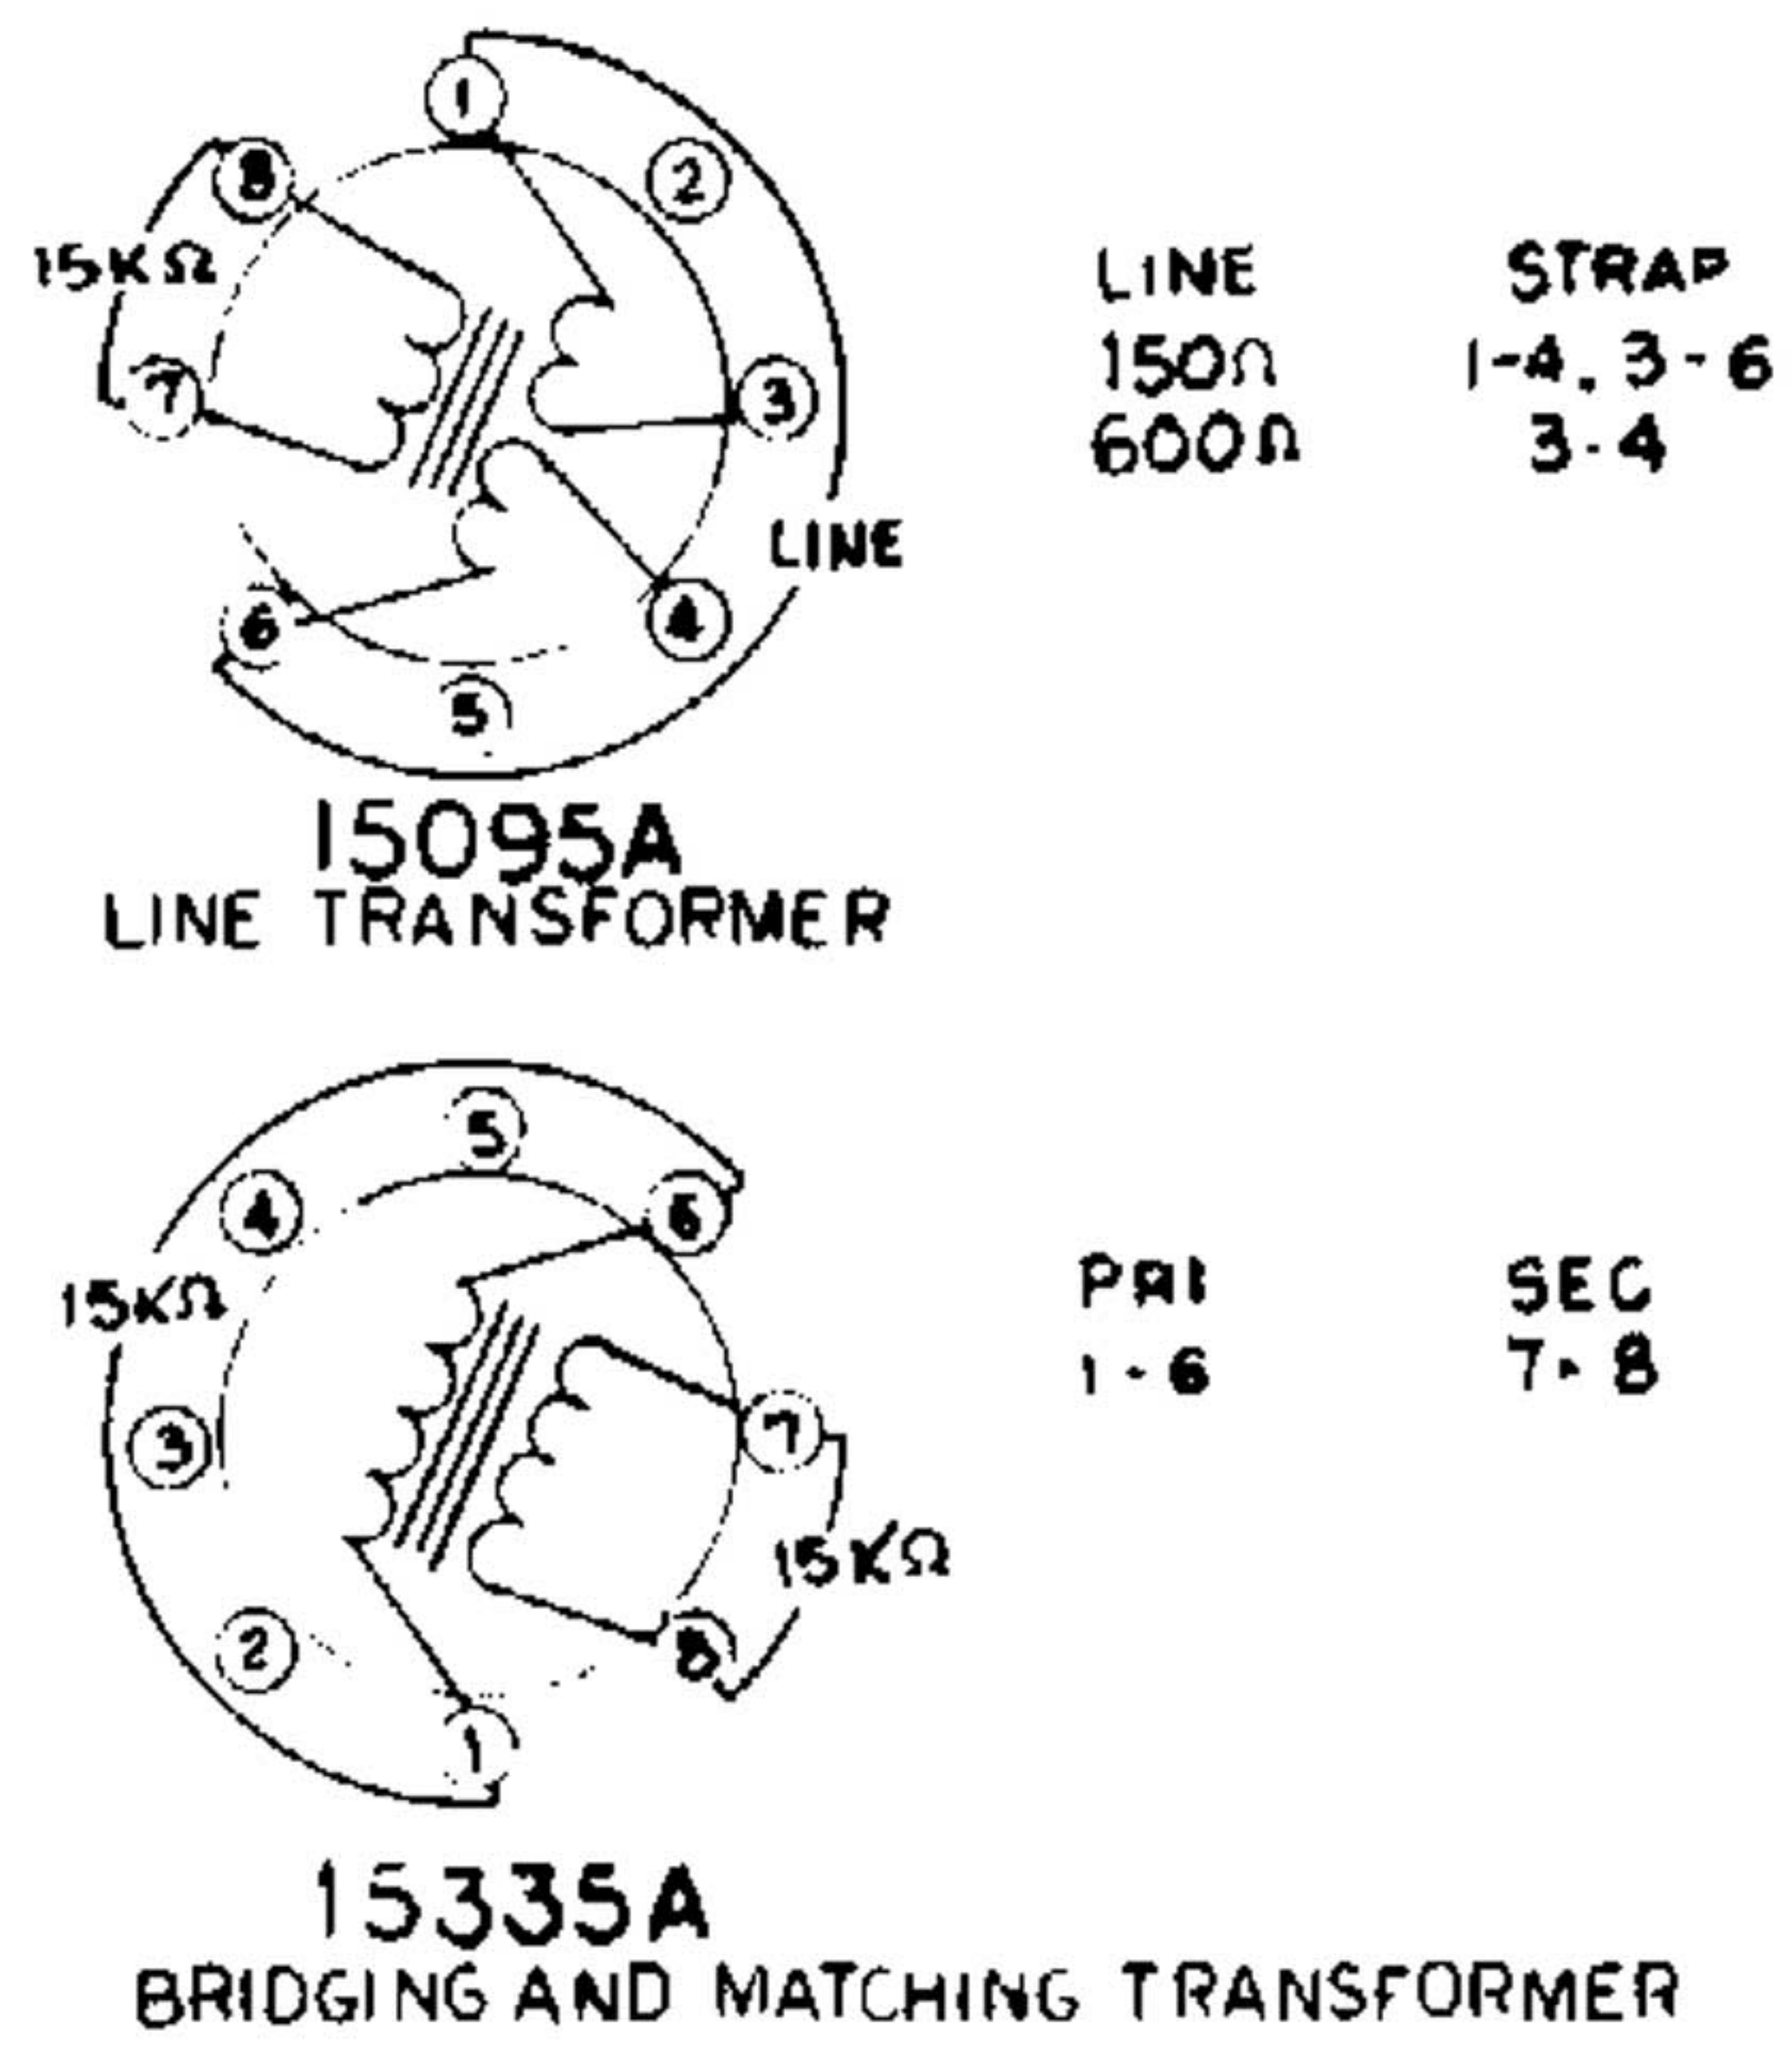 1
8
2
15KΩ
LINE STRAP
7
3
150Ω 1-4, 3-6
600Ω 3-4
LINE
6
4
5
15095A
LINE TRANSFORMER
5
4
6
15KΩ
PRI SEC
1-6 7-8
3
7
15KΩ
2
8
1
15335A
BRIDGING AND MATCHING TRANSFORMER